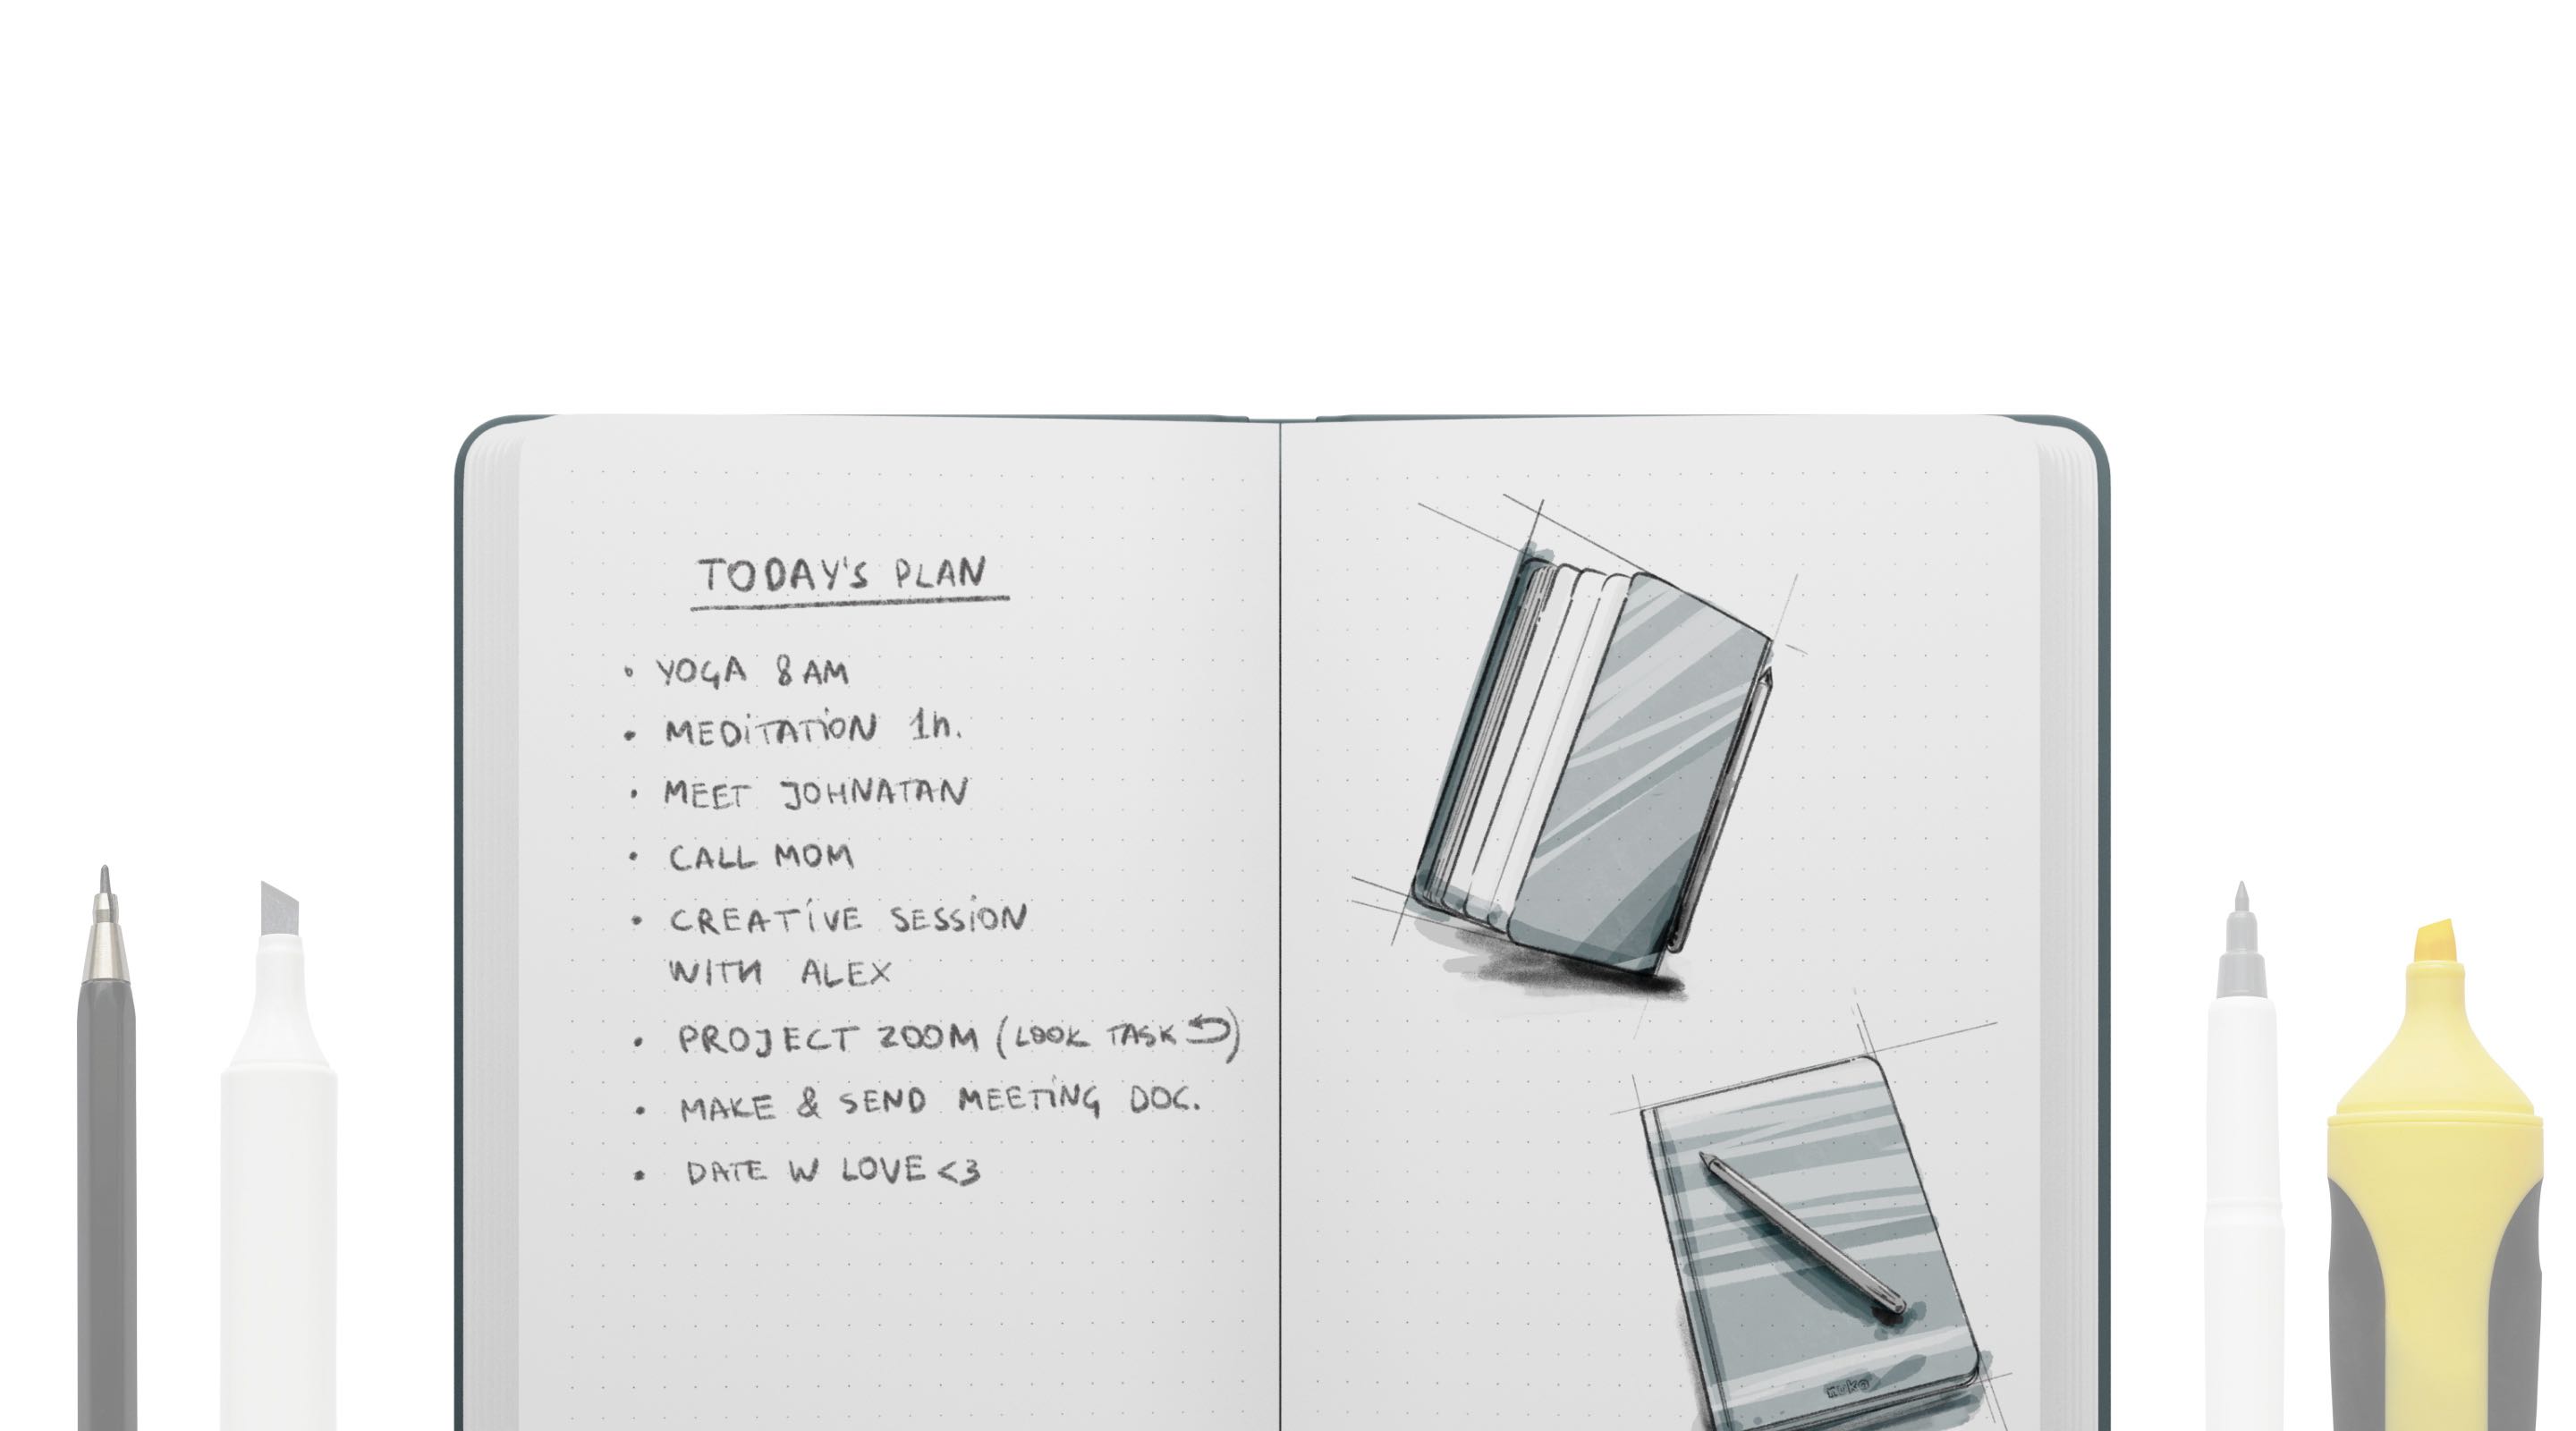 TODAY'S PLAN
• YOGA 8 AM
• MEDiTATiON 1h.
• MEET JOHNATAN
• CALL MOM
• CREATiVE SESSiON
WITH ALEX
• PROJECT ZOOM (LOOK TASK ⮌)
• MAKE & SEND MEETiNG DOC.
• DATE W LOVE <3